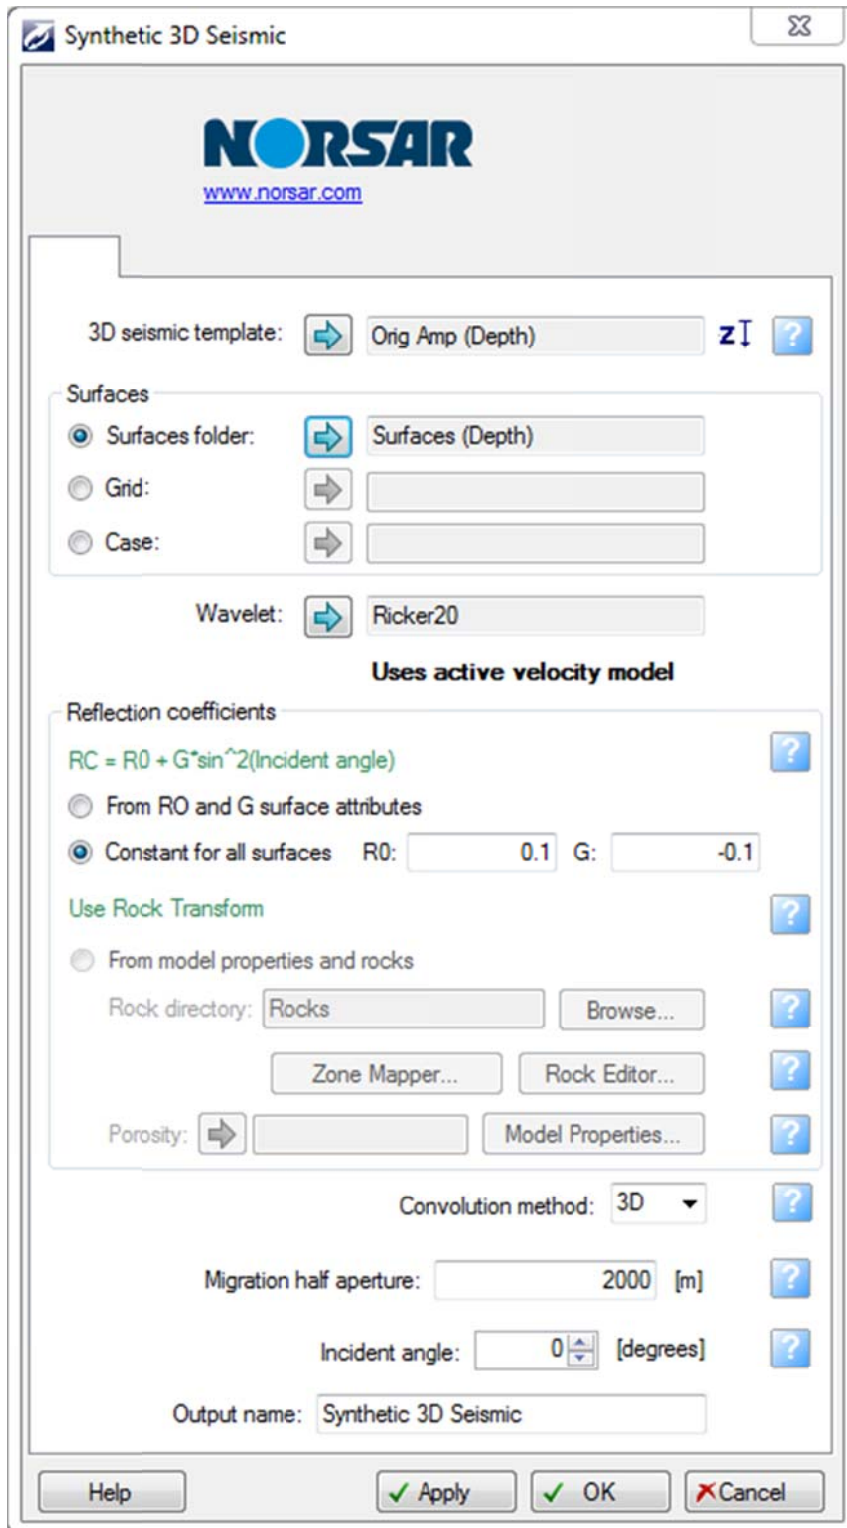 Synthetic 3D Seismic
NORSAR
www.norsar.com
3D seismic template: Orig Amp (Depth) Z ?
Surfaces
Surfaces folder: Surfaces (Depth)
Grid:
Case:
Wavelet: Ricker20
Uses active velocity model
Reflection coefficients
RC = R0 + G*sin^2(Incident angle) ?
From RO and G surface attributes
Constant for all surfaces R0: 0.1 G: -0.1
Use Rock Transform ?
From model properties and rocks
Rock directory: Rocks Browse... ?
Zone Mapper... Rock Editor... ?
Porosity: Model Properties... ?
Convolution method: 3D ?
Migration half aperture: 2000 [m] ?
Incident angle: 0 [degrees] ?
Output name: Synthetic 3D Seismic
Help Apply OK Cancel